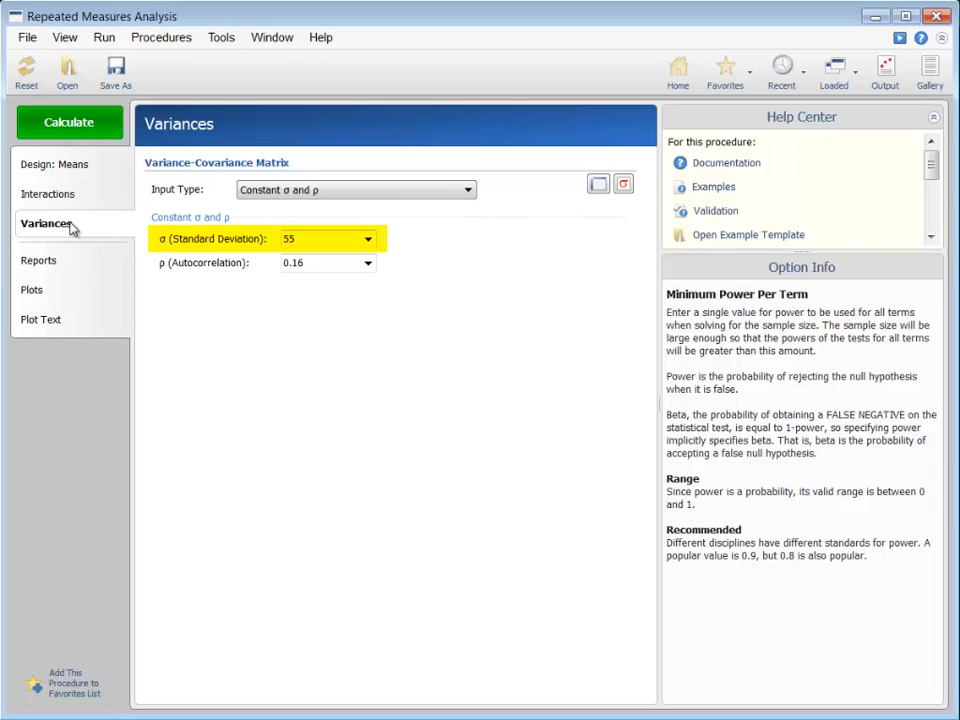 Repeated Measures Analysis
File View Run Procedures Tools Window Help
Reset Open Save As Home Favorites Recent Loaded Output Gallery
Calculate
Design: Means
Interactions
Variances
Reports
Plots
Plot Text
Add This
Procedure to
Favorites List
Variances
Variance-Covariance Matrix
Input Type: Constant σ and ρ
σ
Constant σ and ρ
σ (Standard Deviation): 55
ρ (Autocorrelation): 0.16
Help Center
For this procedure:
Documentation
Examples
Validation
Open Example Template
Option Info
Minimum Power Per Term
Enter a single value for power to be used for all terms
when solving for the sample size. The sample size will be
large enough so that the powers of the tests for all terms
will be greater than this amount.
Power is the probability of rejecting the null hypothesis
when it is false.
Beta, the probability of obtaining a FALSE NEGATIVE on the
statistical test, is equal to 1-power, so specifying power
implicitly specifies beta. That is, beta is the probability of
accepting a false null hypothesis.
Range
Since power is a probability, its valid range is between 0
and 1.
Recommended
Different disciplines have different standards for power. A
popular value is 0.9, but 0.8 is also popular.